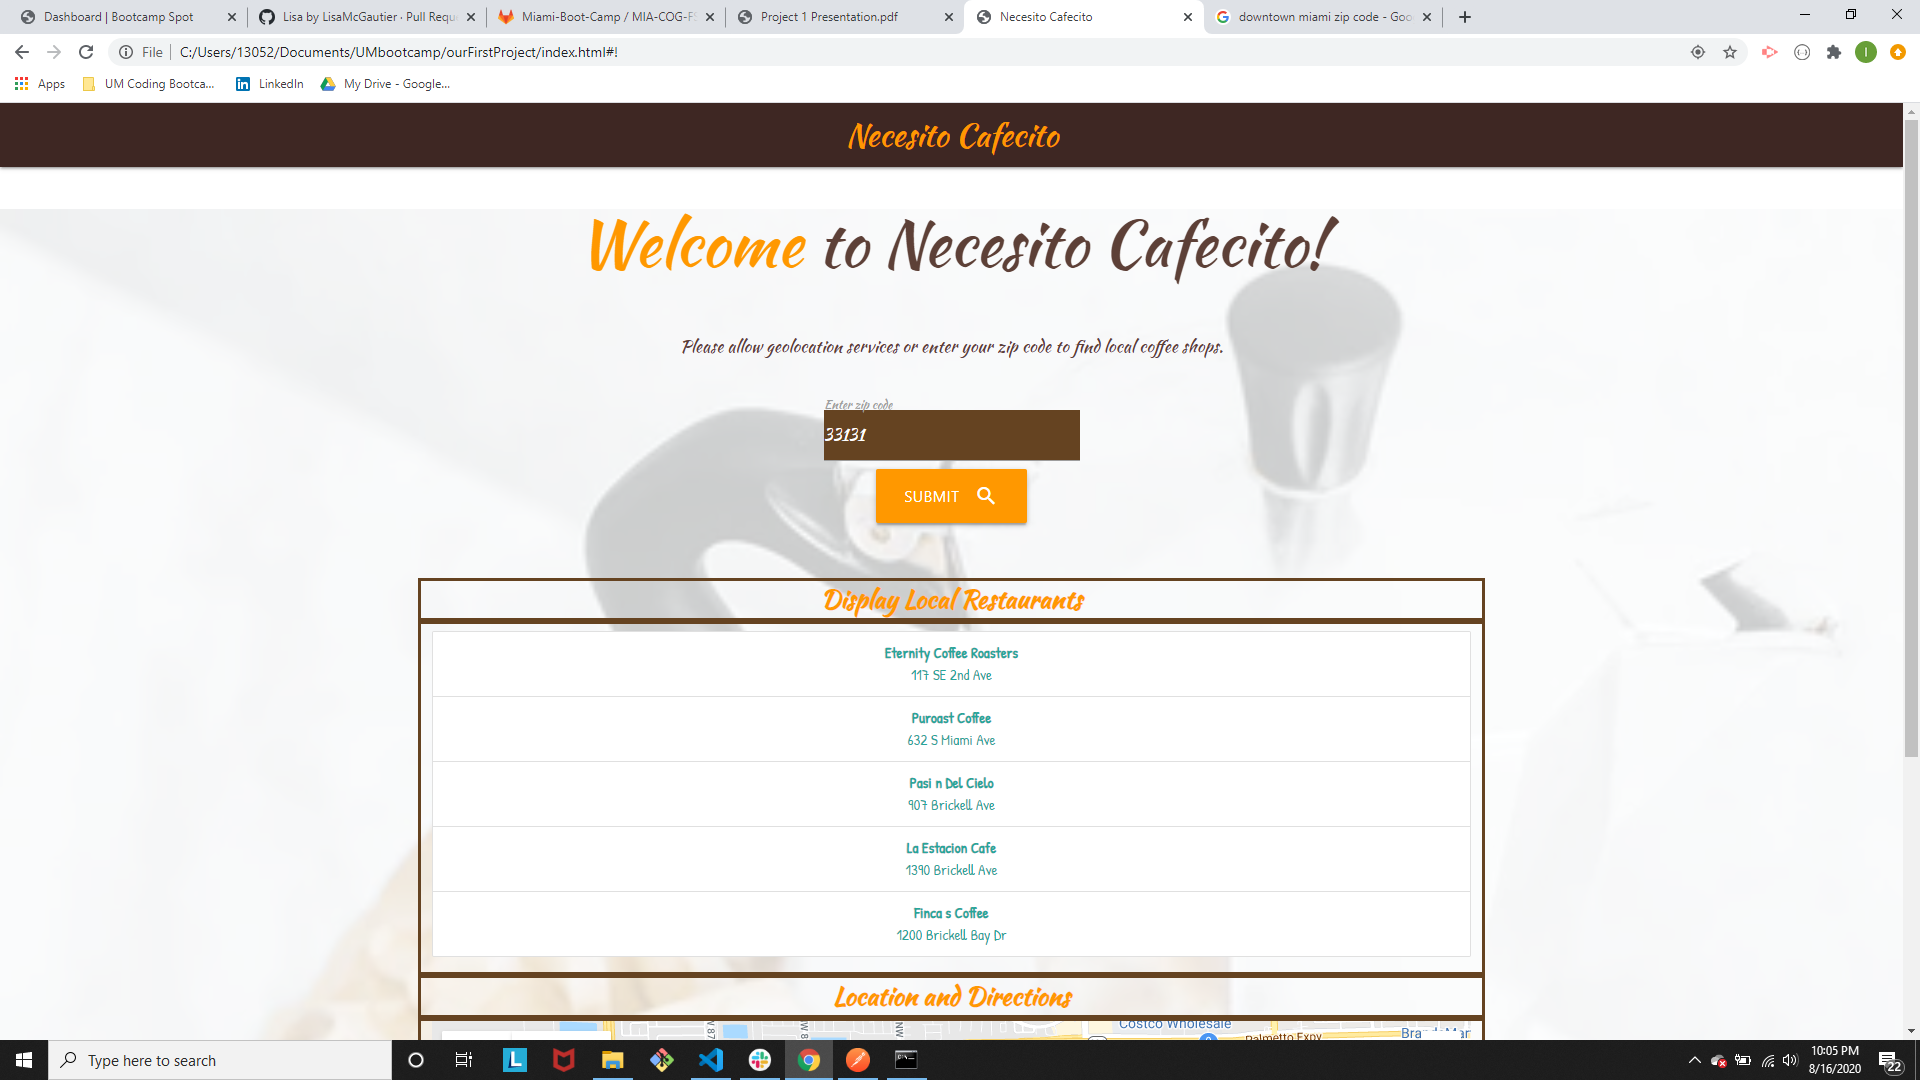 Dashboard | Bootcamp Spot
Lisa by LisaMcGautier · Pull Requ
Miami-Boot-Camp / MIA-COG-FS
Project 1 Presentation.pdf
Necesito Cafecito
downtown miami zip code - Goo
File
C:/Users/13052/Documents/UMbootcamp/ourFirstProject/index.html#!
I
Apps
UM Coding Bootca...
LinkedIn
My Drive - Google...
Necesito Cafecito
Welcome to Necesito Cafecito!
Please allow geolocation services or enter your zip code to find local coffee shops.
Enter zip code
33131
SUBMIT
Display Local Restaurants
Eternity Coffee Roasters
117 SE 2nd Ave
Puroast Coffee
632 S Miami Ave
Pasi n Del Cielo
907 Brickell Ave
La Estacion Cafe
1390 Brickell Ave
Finca s Coffee
1200 Brickell Bay Dr
Location and Directions
Costco Wholesale
Palmetto Expy
NW
Type here to search
L
10:05 PM
8/16/2020
22